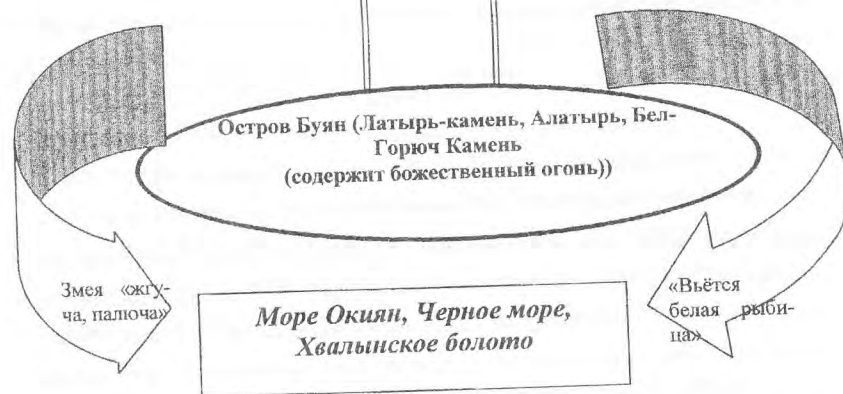 Остров Буян (Латырь-камень, Алатырь, Бел-
Горюч Камень
(содержит божественный огонь))
Змея «жгу-
ча, палюча»
Море Окиян, Черное море,
Хвалынское болото
«Вьётся
белая рыби-
ца»